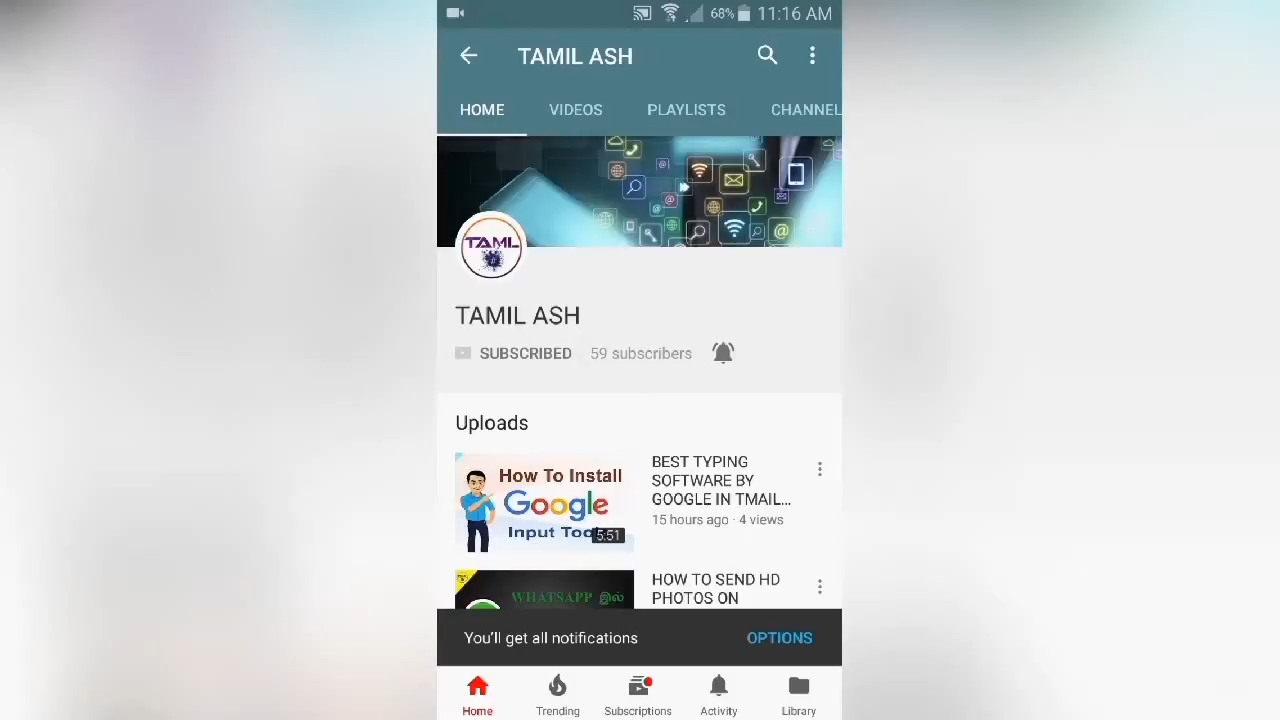 68% 11:16 AM
TAMIL ASH
HOME VIDEOS PLAYLISTS CHANNEL
TAML
TAMIL ASH
SUBSCRIBED 59 subscribers
Uploads
How To Install
Google
Input Too
5:51
BEST TYPING
SOFTWARE BY
GOOGLE IN TMAIL...
15 hours ago · 4 views
WHATSAPP இல்
HOW TO SEND HD
PHOTOS ON
You'll get all notifications OPTIONS
Home Trending Subscriptions Activity Library